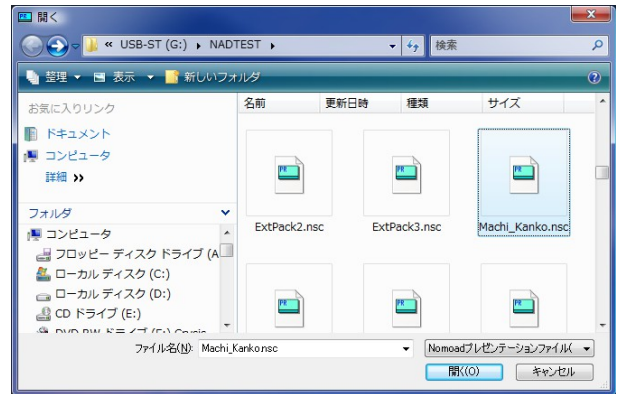 開く
« USB-ST (G:) ▸ NADTEST ▸
検索
整理 ▼ 表示 ▼ 新しいフォルダ
お気に入りリンク
ドキュメント
コンピュータ
詳細 »
フォルダ
コンピュータ
フロッピー ディスク ドライブ (A
ローカル ディスク (C:)
ローカル ディスク (D:)
CD ドライブ (E:)
DVD RW ドライブ (F:)
名前 更新日時 種類 サイズ
ExtPack2.nsc
ExtPack3.nsc
Machi_Kanko.nsc
ファイル名(N): Machi_Kanko.nsc
Nomoadプレゼンテーションファイル(
開く(O)
キャンセル